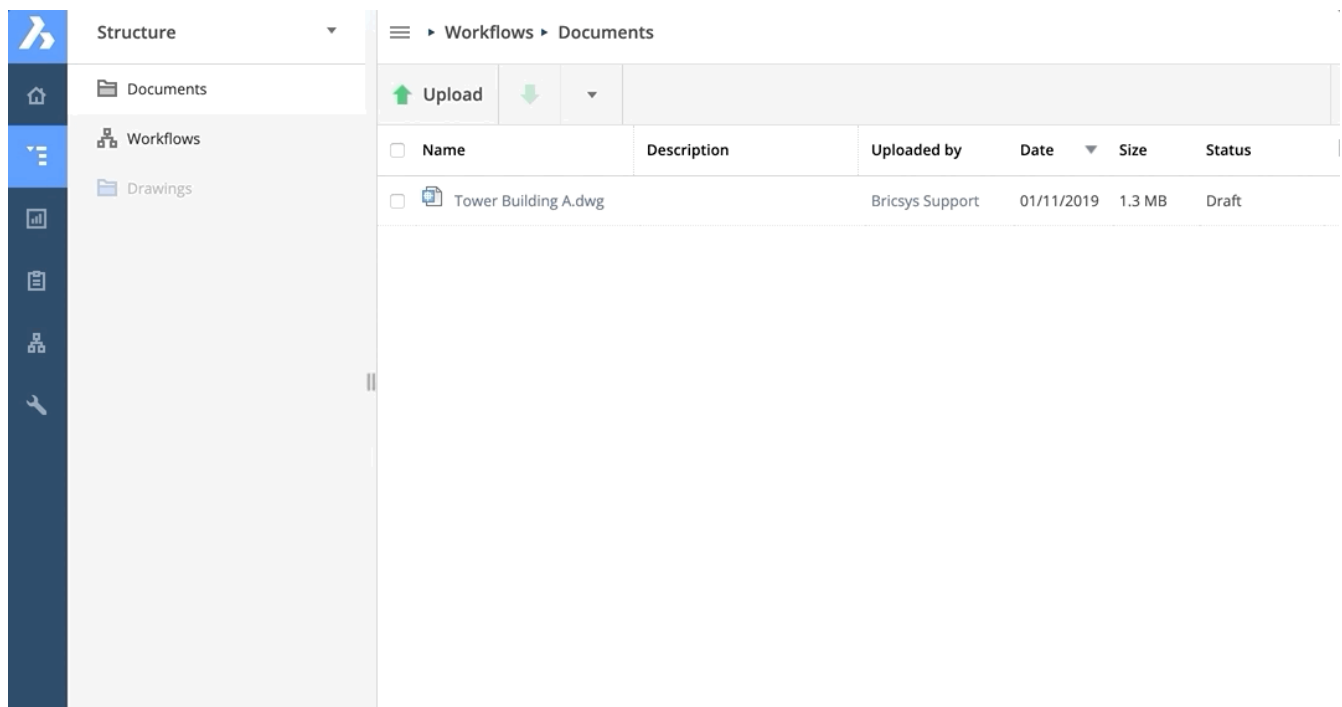 Structure
Workflows Documents
Documents
Workflows
Drawings
Upload
Name Description Uploaded by Date Size Status
Tower Building A.dwg Bricsys Support 01/11/2019 1.3 MB Draft